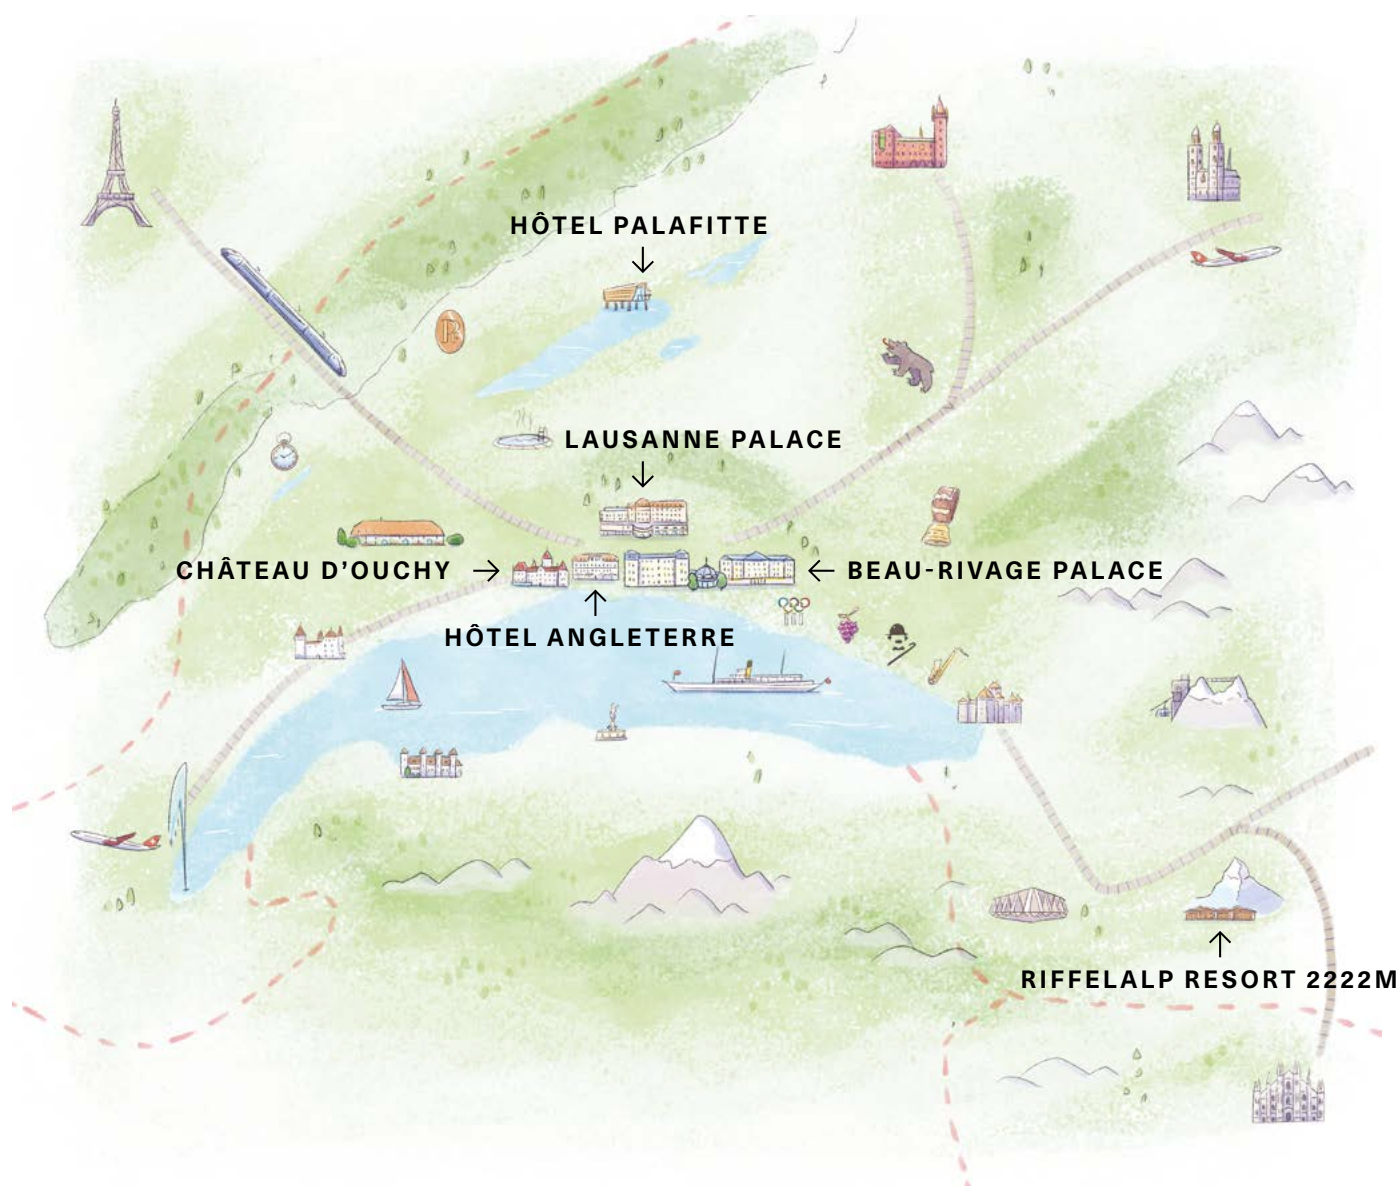 HÔTEL PALAFITTE
LAUSANNE PALACE
CHÂTEAU D'OUCHY
BEAU-RIVAGE PALACE
HÔTEL ANGLETERRE
RIFFELALP RESORT 2222M